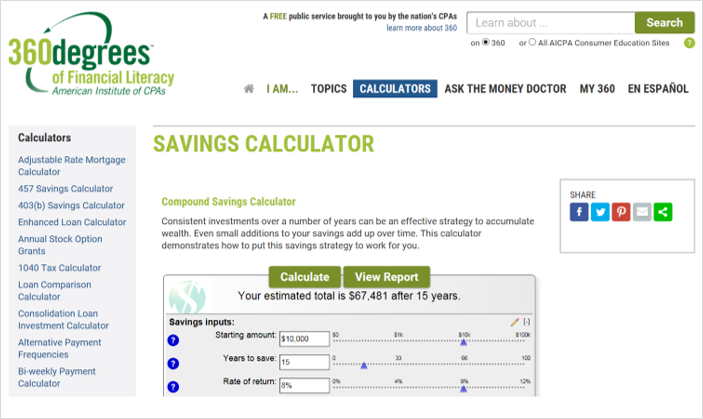 A FREE public service brought to you by the nation's CPAs
learn more about 360
Learn about ...
Search
on 360 or All AICPA Consumer Education Sites ?
360degrees™
of Financial Literacy
American Institute of CPAs
I AM... TOPICS CALCULATORS ASK THE MONEY DOCTOR MY 360 EN ESPAÑOL
Calculators
Adjustable Rate Mortgage
Calculator
457 Savings Calculator
403(b) Savings Calculator
Enhanced Loan Calculator
Annual Stock Option
Grants
1040 Tax Calculator
Loan Comparison
Calculator
Consolidation Loan
Investment Calculator
Alternative Payment
Frequencies
Bi-weekly Payment
Calculator
SAVINGS CALCULATOR
Compound Savings Calculator
Consistent investments over a number of years can be an effective strategy to accumulate
wealth. Even small additions to your savings add up over time. This calculator
demonstrates how to put this savings strategy to work for you.
SHARE
Calculate View Report
Your estimated total is $67,481 after 15 years.
Savings inputs: [-]
? Starting amount: $10,000 $0 $1k $10k $100k
? Years to save: 15 0 33 66 100
? Rate of return: 8% 0% 4% 8% 12%